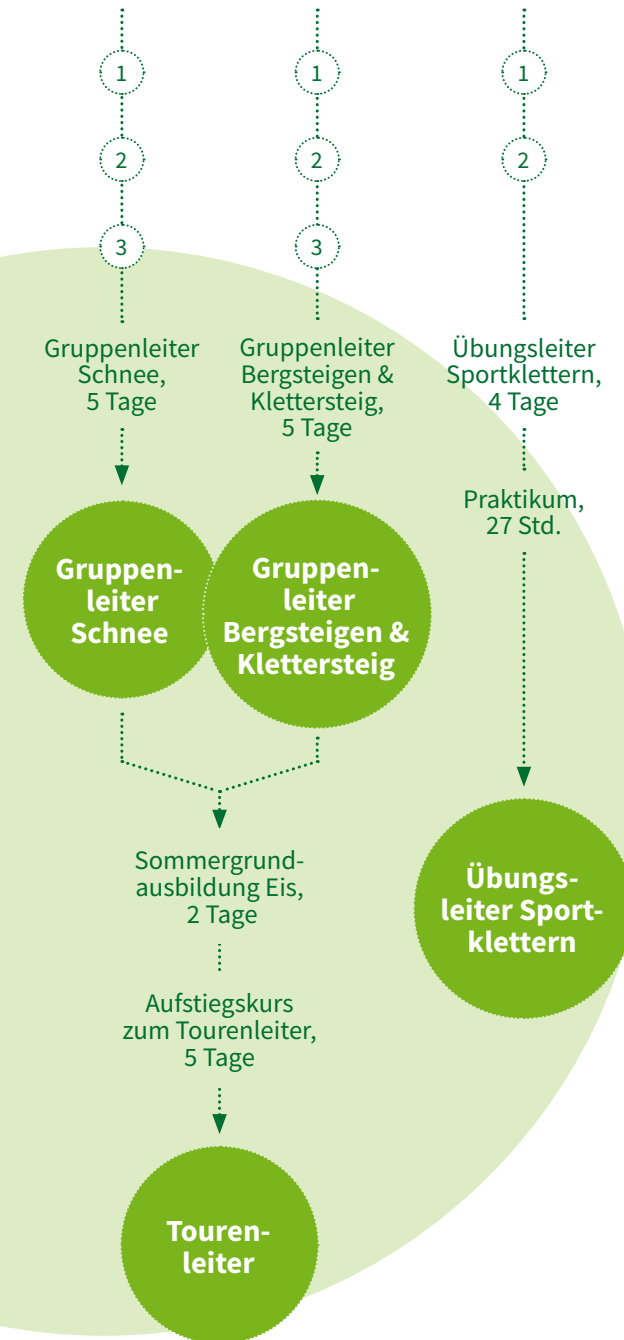 1
2
3
Gruppenleiter
Schnee,
5 Tage
Gruppen-
leiter
Schnee
1
2
3
Gruppenleiter
Bergsteigen &
Klettersteig,
5 Tage
Gruppen-
leiter
Bergsteigen &
Klettersteig
Sommergrund-
ausbildung Eis,
2 Tage
Aufstiegskurs
zum Tourenleiter,
5 Tage
Touren-
leiter
1
2
Übungsleiter
Sportklettern,
4 Tage
Praktikum,
27 Std.
Übungs-
leiter Sport-
klettern